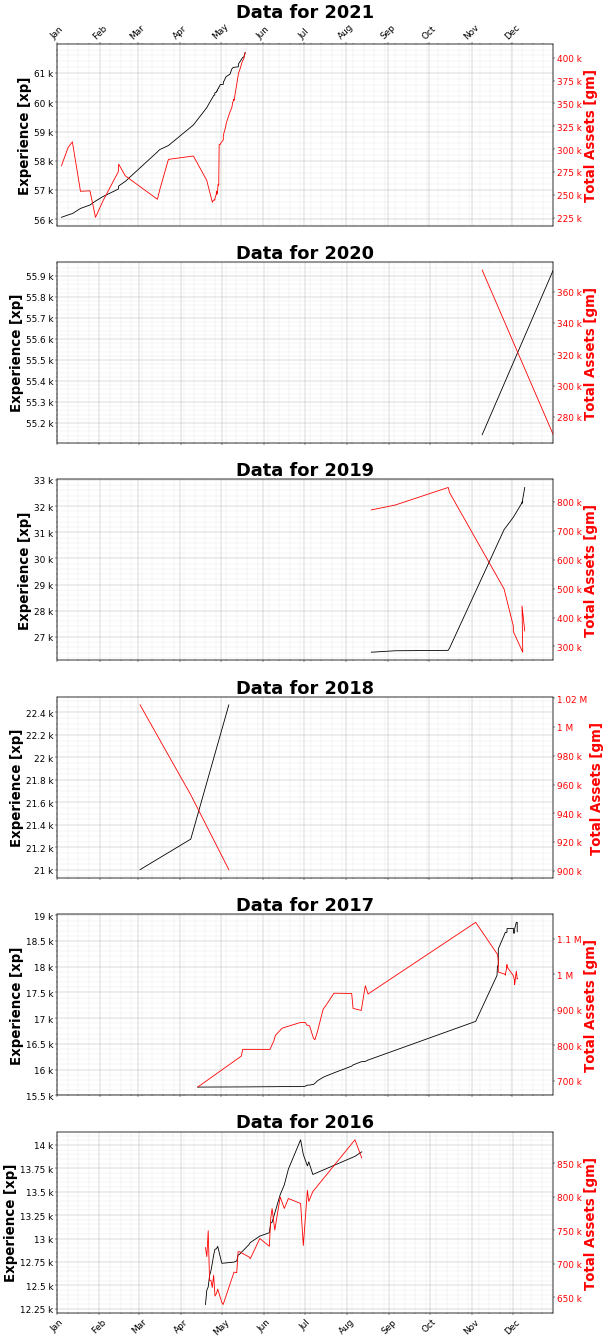 Data for 2021
Jan Feb Mar Apr May Jun Jul Aug Sep Oct Nov Dec
Experience [xp]
61 k
60 k
59 k
58 k
57 k
56 k
400 k
375 k
350 k
325 k
300 k
275 k
250 k
225 k
Total Assets [gm]
Data for 2020
Experience [xp]
55.9 k
55.8 k
55.7 k
55.6 k
55.5 k
55.4 k
55.3 k
55.2 k
360 k
340 k
320 k
300 k
280 k
Total Assets [gm]
Data for 2019
Experience [xp]
33 k
32 k
31 k
30 k
29 k
28 k
27 k
800 k
700 k
600 k
500 k
400 k
300 k
Total Assets [gm]
Data for 2018
Experience [xp]
22.4 k
22.2 k
22 k
21.8 k
21.6 k
21.4 k
21.2 k
21 k
1.02 M
1 M
980 k
960 k
940 k
920 k
900 k
Total Assets [gm]
Data for 2017
Experience [xp]
19 k
18.5 k
18 k
17.5 k
17 k
16.5 k
16 k
15.5 k
1.1 M
1 M
900 k
800 k
700 k
Total Assets [gm]
Data for 2016
Experience [xp]
14 k
13.75 k
13.5 k
13.25 k
13 k
12.75 k
12.5 k
12.25 k
850 k
800 k
750 k
700 k
650 k
Total Assets [gm]
Jan Feb Mar Apr May Jun Jul Aug Sep Oct Nov Dec